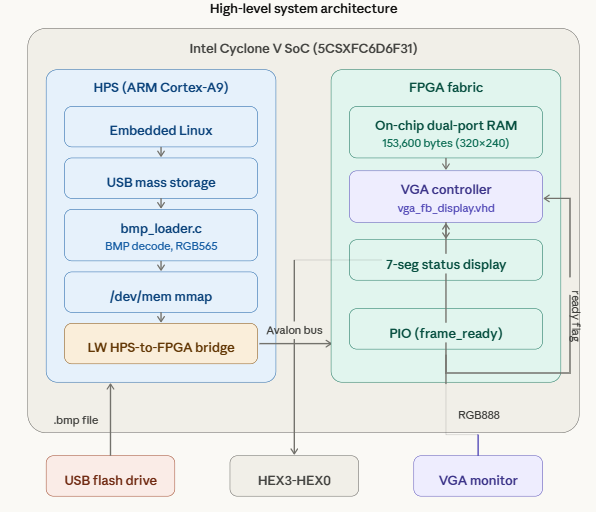 High-level system architecture
Intel Cyclone V SoC (5CSXFC6D6F31)
HPS (ARM Cortex-A9)
Embedded Linux
USB mass storage
bmp_loader.c
BMP decode, RGB565
/dev/mem mmap
LW HPS-to-FPGA bridge
Avalon bus
FPGA fabric
On-chip dual-port RAM
153,600 bytes (320×240)
VGA controller
vga_fb_display.vhd
7-seg status display
PIO (frame_ready)
ready flag
.bmp file
RGB888
USB flash drive
HEX3-HEX0
VGA monitor